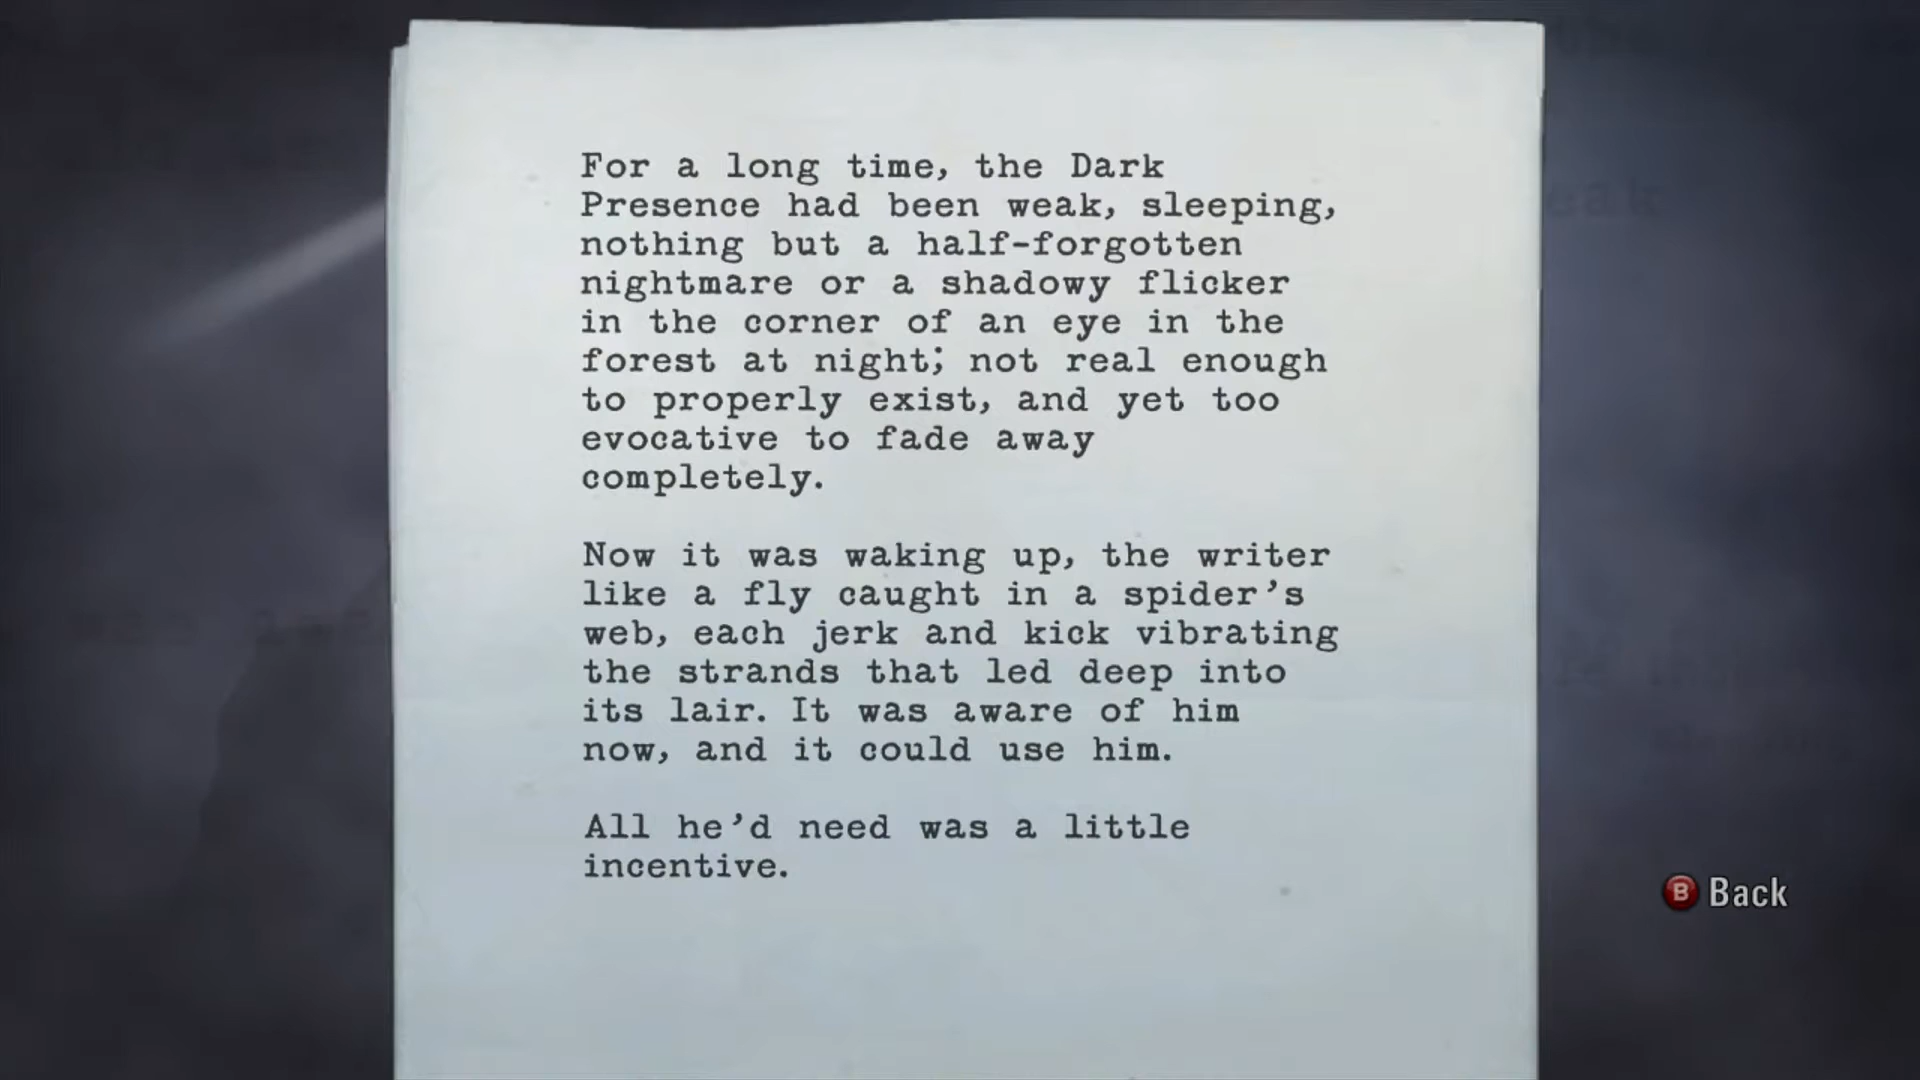 For a long time, the Dark
Presence had been weak, sleeping,
nothing but a half-forgotten
nightmare or a shadowy flicker
in the corner of an eye in the
forest at night; not real enough
to properly exist, and yet too
evocative to fade away
completely.
Now it was waking up, the writer
like a fly caught in a spider’s
web, each jerk and kick vibrating
the strands that led deep into
its lair. It was aware of him
now, and it could use him.
All he’d need was a little
incentive.
B Back